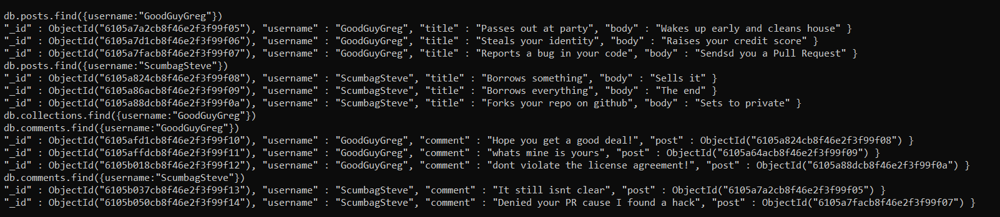 db.posts.find({username:"GoodGuyGreg"})
"_id" : ObjectId("6105a7a2cb8f46e2f3f99f05"), "username" : "GoodGuyGreg", "title" : "Passes out at party", "body" : "Wakes up early and cleans house" }
"_id" : ObjectId("6105a7d1cb8f46e2f3f99f06"), "username" : "GoodGuyGreg", "title" : "Steals your identity", "body" : "Raises your credit score" }
"_id" : ObjectId("6105a7facb8f46e2f3f99f07"), "username" : "GoodGuyGreg", "title" : "Reports a bug in your code", "body" : "Sendsd you a Pull Request" }
db.posts.find({username:"ScumbagSteve"})
"_id" : ObjectId("6105a824cb8f46e2f3f99f08"), "username" : "ScumbagSteve", "title" : "Borrows something", "body" : "Sells it" }
"_id" : ObjectId("6105a86acb8f46e2f3f99f09"), "username" : "ScumbagSteve", "title" : "Borrows everything", "body" : "The end" }
"_id" : ObjectId("6105a88dcb8f46e2f3f99f0a"), "username" : "ScumbagSteve", "title" : "Forks your repo on github", "body" : "Sets to private" }
db.collections.find({username:"GoodGuyGreg"})
db.comments.find({username:"GoodGuyGreg"})
"_id" : ObjectId("6105afd1cb8f46e2f3f99f10"), "username" : "GoodGuyGreg", "comment" : "Hope you get a good deal!", "post" : ObjectId("6105a824cb8f46e2f3f99f08") }
"_id" : ObjectId("6105affdcb8f46e2f3f99f11"), "username" : "GoodGuyGreg", "comment" : "whats mine is yours", "post" : ObjectId("6105a64acb8f46e2f3f99f09") }
"_id" : ObjectId("6105b018cb8f46e2f3f99f12"), "username" : "GoodGuyGreg", "comment" : "dont violate the license agreement!", "post" : ObjectId("6105a88dcb8f46e2f3f99f0a") }
db.comments.find({username:"ScumbagSteve"})
"_id" : ObjectId("6105b037cb8f46e2f3f99f13"), "username" : "ScumbagSteve", "comment" : "It still isnt clear", "post" : ObjectId("6105a7a2cb8f46e2f3f99f05") }
"_id" : ObjectId("6105b050cb8f46e2f3f99f14"), "username" : "ScumbagSteve", "comment" : "Denied your PR cause I found a hack", "post" : ObjectId("6105a7facb8f46e2f3f99f07") }